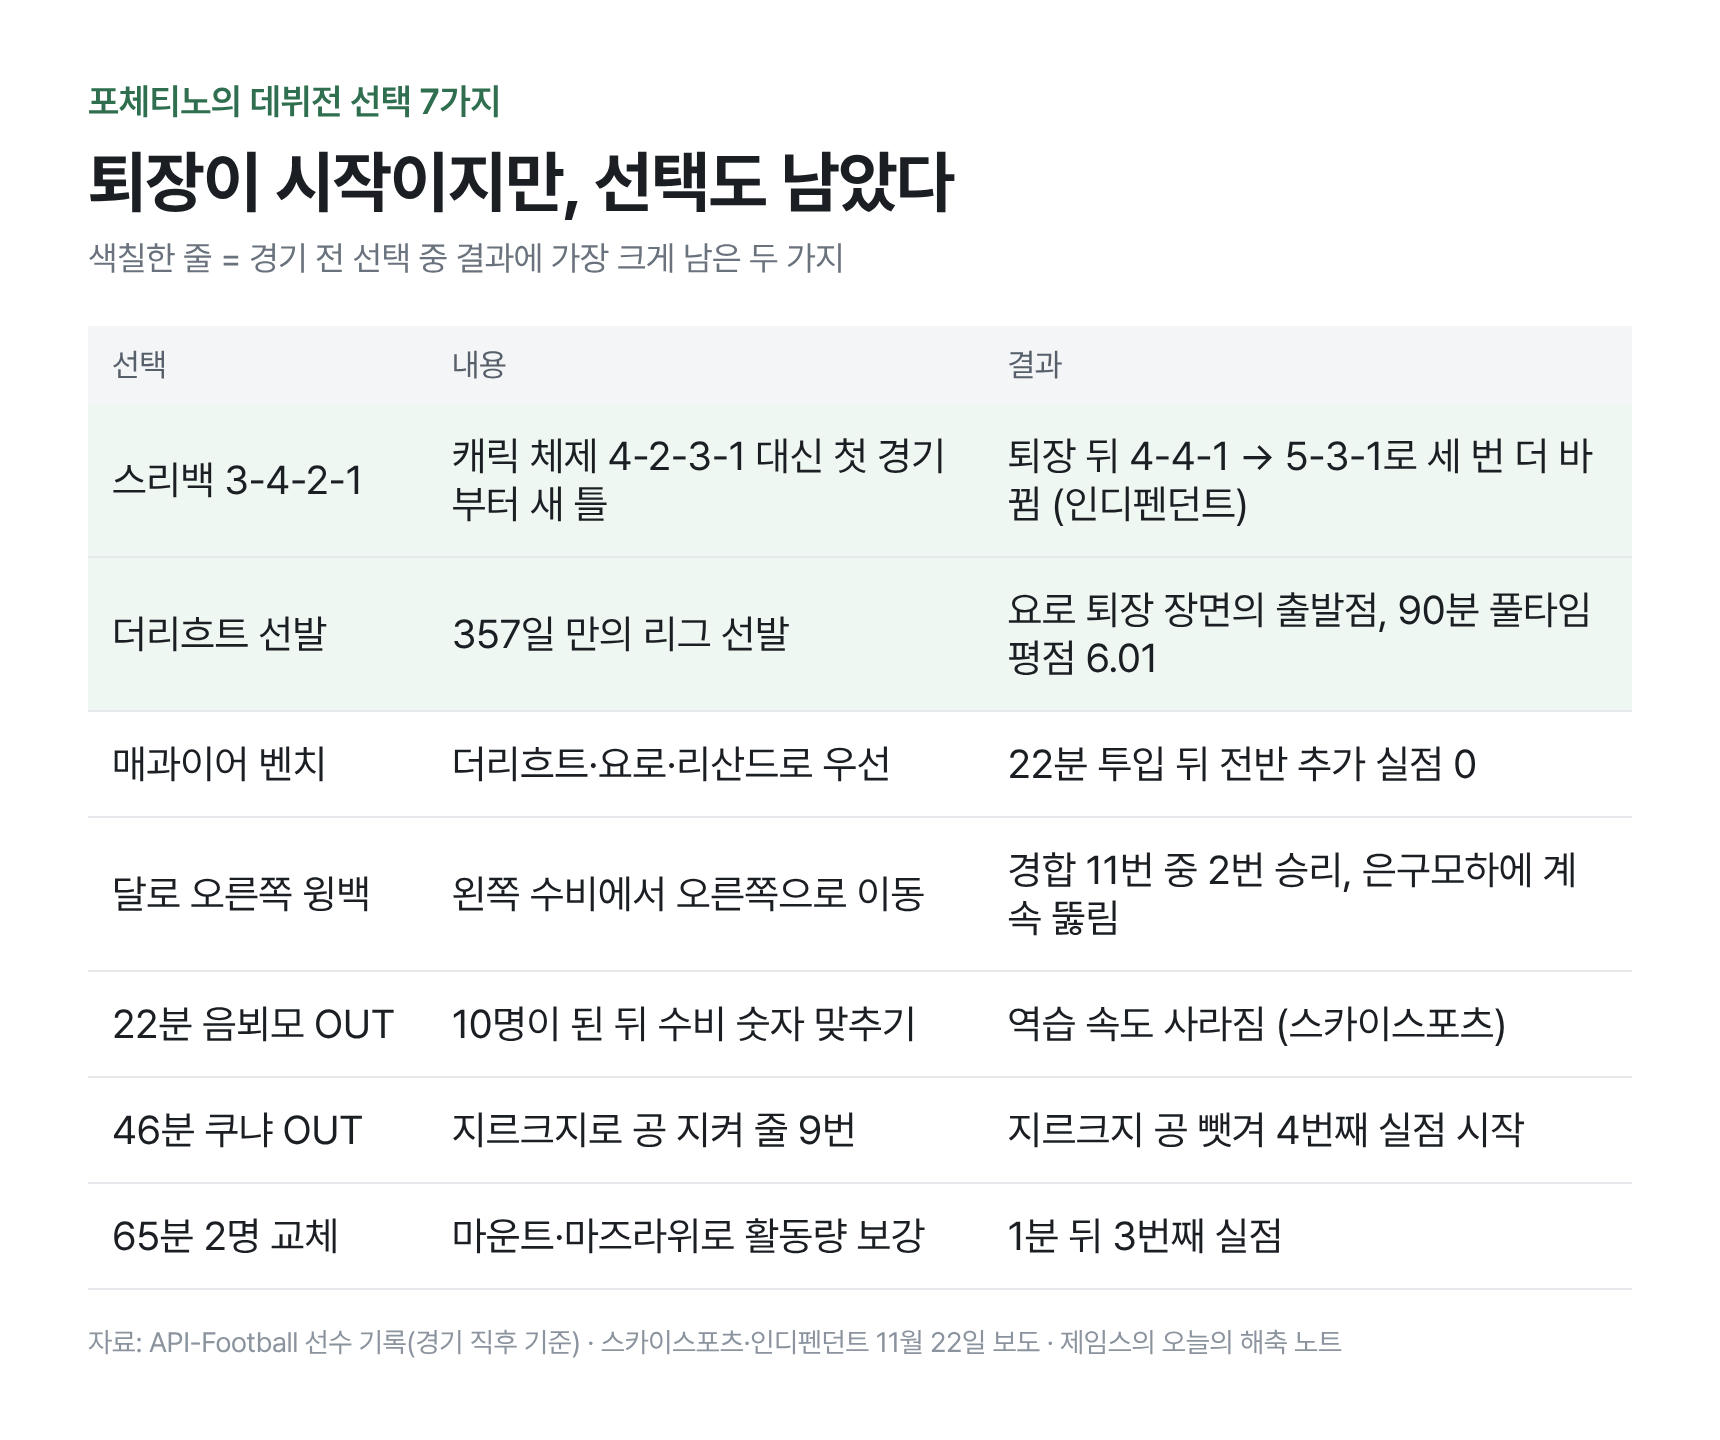 포체티노의 데뷔전 선택 7가지
퇴장이 시작이지만, 선택도 남았다
색칠한 줄 = 경기 전 선택 중 결과에 가장 크게 남은 두 가지
선택 내용 결과
스리백 3-4-2-1
캐릭 체제 4-2-3-1 대신 첫 경기
부터 새 틀
퇴장 뒤 4-4-1 → 5-3-1로 세 번 더 바
뀜 (인디펜던트)
더리흐트 선발
357일 만의 리그 선발
요로 퇴장 장면의 출발점, 90분 풀타임
평점 6.01
매과이어 벤치
더리흐트·요로·리산드로 우선
22분 투입 뒤 전반 추가 실점 0
달로 오른쪽 윙백
왼쪽 수비에서 오른쪽으로 이동
경합 11번 중 2번 승리, 은구모하에 계
속 뚫림
22분 음뵈모 OUT
10명이 된 뒤 수비 숫자 맞추기
역습 속도 사라짐 (스카이스포츠)
46분 쿠냐 OUT
지르크지로 공 지켜 줄 9번
지르크지 공 뺏겨 4번째 실점 시작
65분 2명 교체
마운트·마즈라위로 활동량 보강
1분 뒤 3번째 실점
자료: API-Football 선수 기록(경기 직후 기준) · 스카이스포츠·인디펜던트 11월 22일 보도 · 제임스의 오늘의 해축 노트